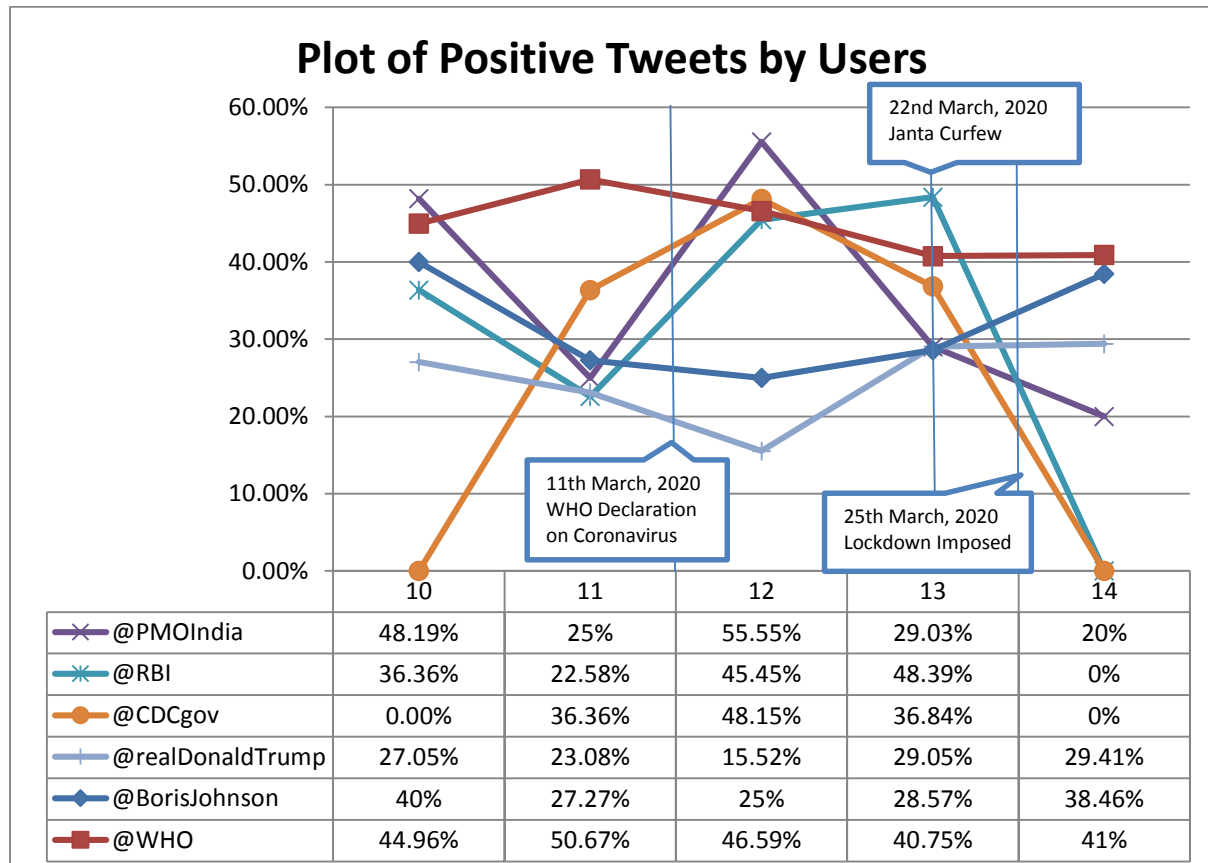 Plot of Positive Tweets by Users
60.00%
50.00%
40.00%
30.00%
20.00%
10.00%
0.00%
22nd March, 2020
Janta Curfew
11th March, 2020
WHO Declaration
on Coronavirus
25th March, 2020
Lockdown Imposed
10 11 12 13 14
@PMOIndia 48.19% 25% 55.55% 29.03% 20%
@RBI 36.36% 22.58% 45.45% 48.39% 0%
@CDCgov 0.00% 36.36% 48.15% 36.84% 0%
@realDonaldTrump 27.05% 23.08% 15.52% 29.05% 29.41%
@BorisJohnson 40% 27.27% 25% 28.57% 38.46%
@WHO 44.96% 50.67% 46.59% 40.75% 41%